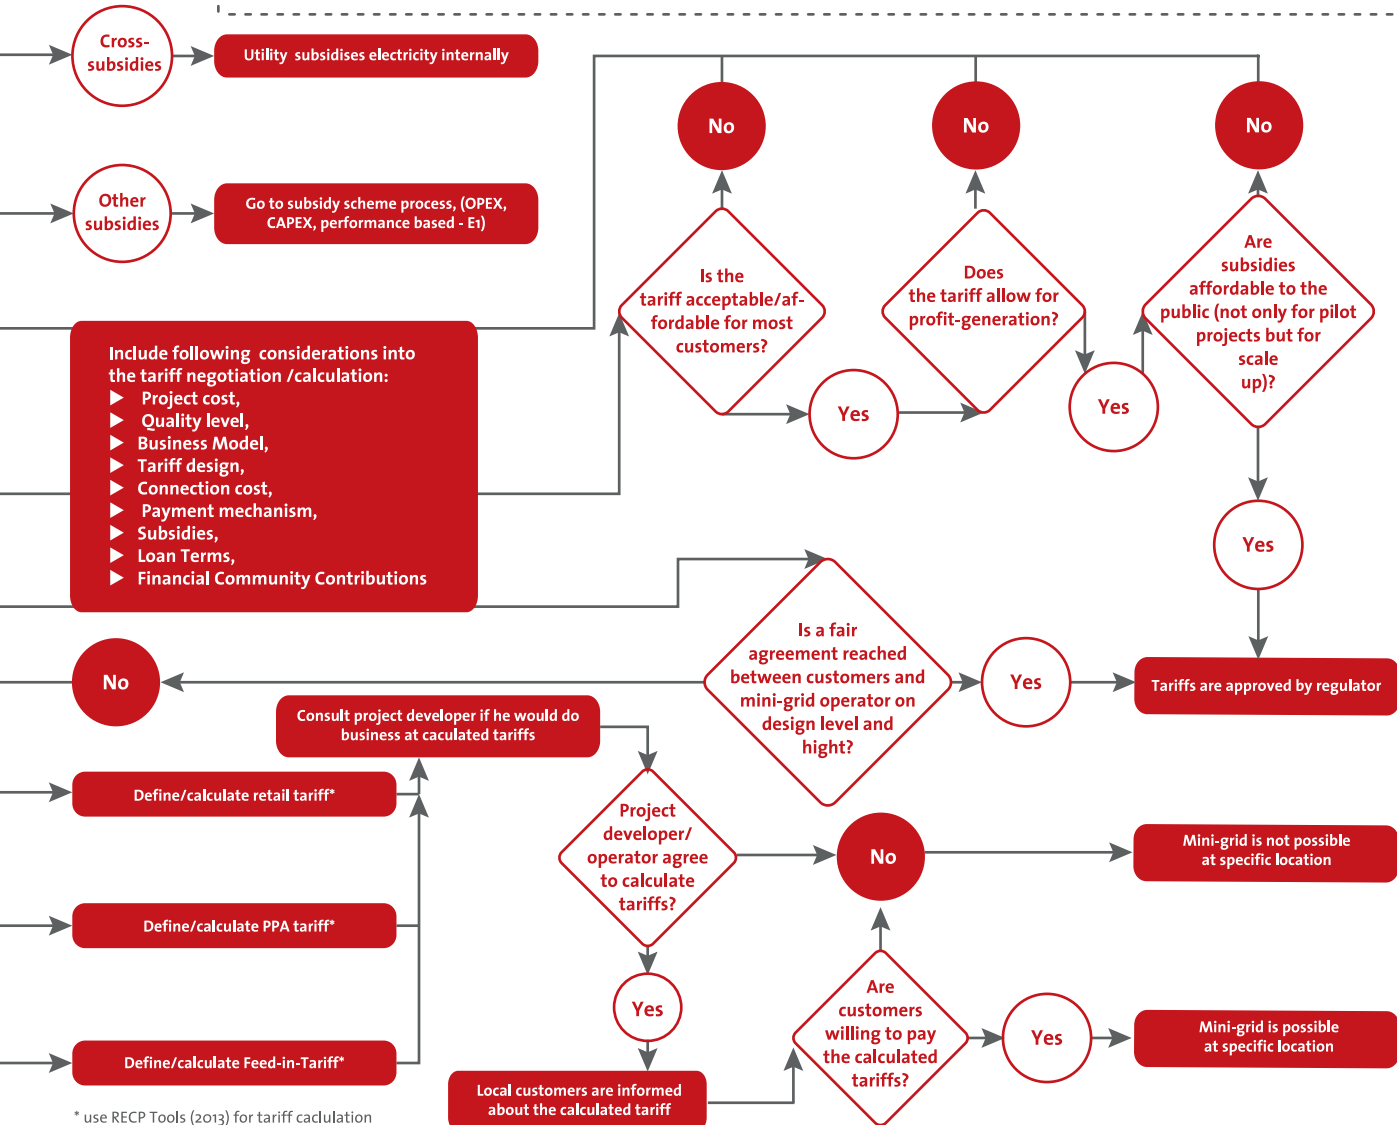 Cross-
subsidies
Utility subsidises electricity internally
Other
subsidies
Go to subsidy scheme process, (OPEX,
CAPEX, performance based - E1)
No
No
No
Is the
tariff acceptable/af-
fordable for most
customers?
Does
the tariff allow for
profit-generation?
Are
subsidies
affordable to the
public (not only for pilot
projects but for
scale
up)?
Yes
Yes
Yes
Include following considerations into
the tariff negotiation /calculation:
Project cost,
Quality level,
Business Model,
Tariff design,
Connection cost,
Payment mechanism,
Subsidies,
Loan Terms,
Financial Community Contributions
No
Is a fair
agreement reached
between customers and
mini-grid operator on
design level and
hight?
Yes
Tariffs are approved by regulator
Consult project developer if he would do
business at caculated tariffs
Define/calculate retail tariff*
Define/calculate PPA tariff*
Define/calculate Feed-in-Tariff*
Project
developer/
operator agree
to calculate
tariffs?
No
Mini-grid is not possible
at specific location
Yes
Local customers are informed
about the calculated tariff
Are
customers
willing to pay
the calculated
tariffs?
Yes
Mini-grid is possible
at specific location
* use RECP Tools (2013) for tariff caclulation